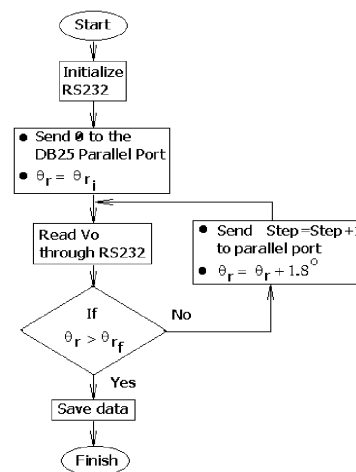 Start
Initialize
RS232
● Send 0 to the
DB25 Parallel Port
● θr = θri
Read Vo
through RS232
● Send Step=Step+1
to parallel port
● θr = θr + 1.8°
If
θr > θrf
No
Yes
Save data
Finish